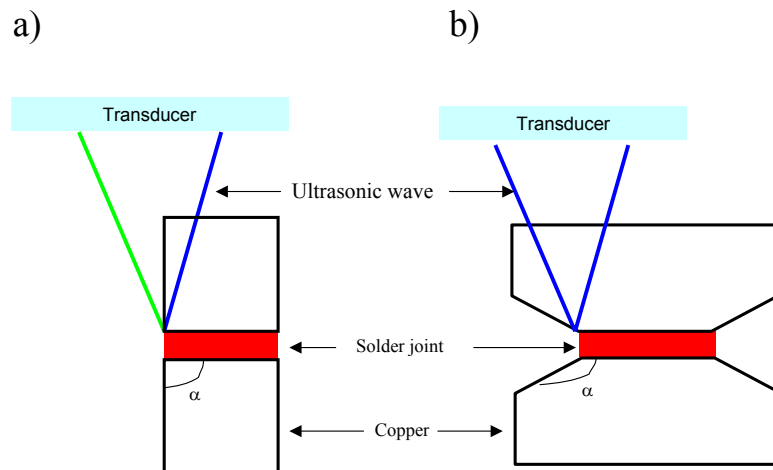 a)
b)
Transducer
Transducer
Ultrasonic wave
Solder joint
α
α
Copper